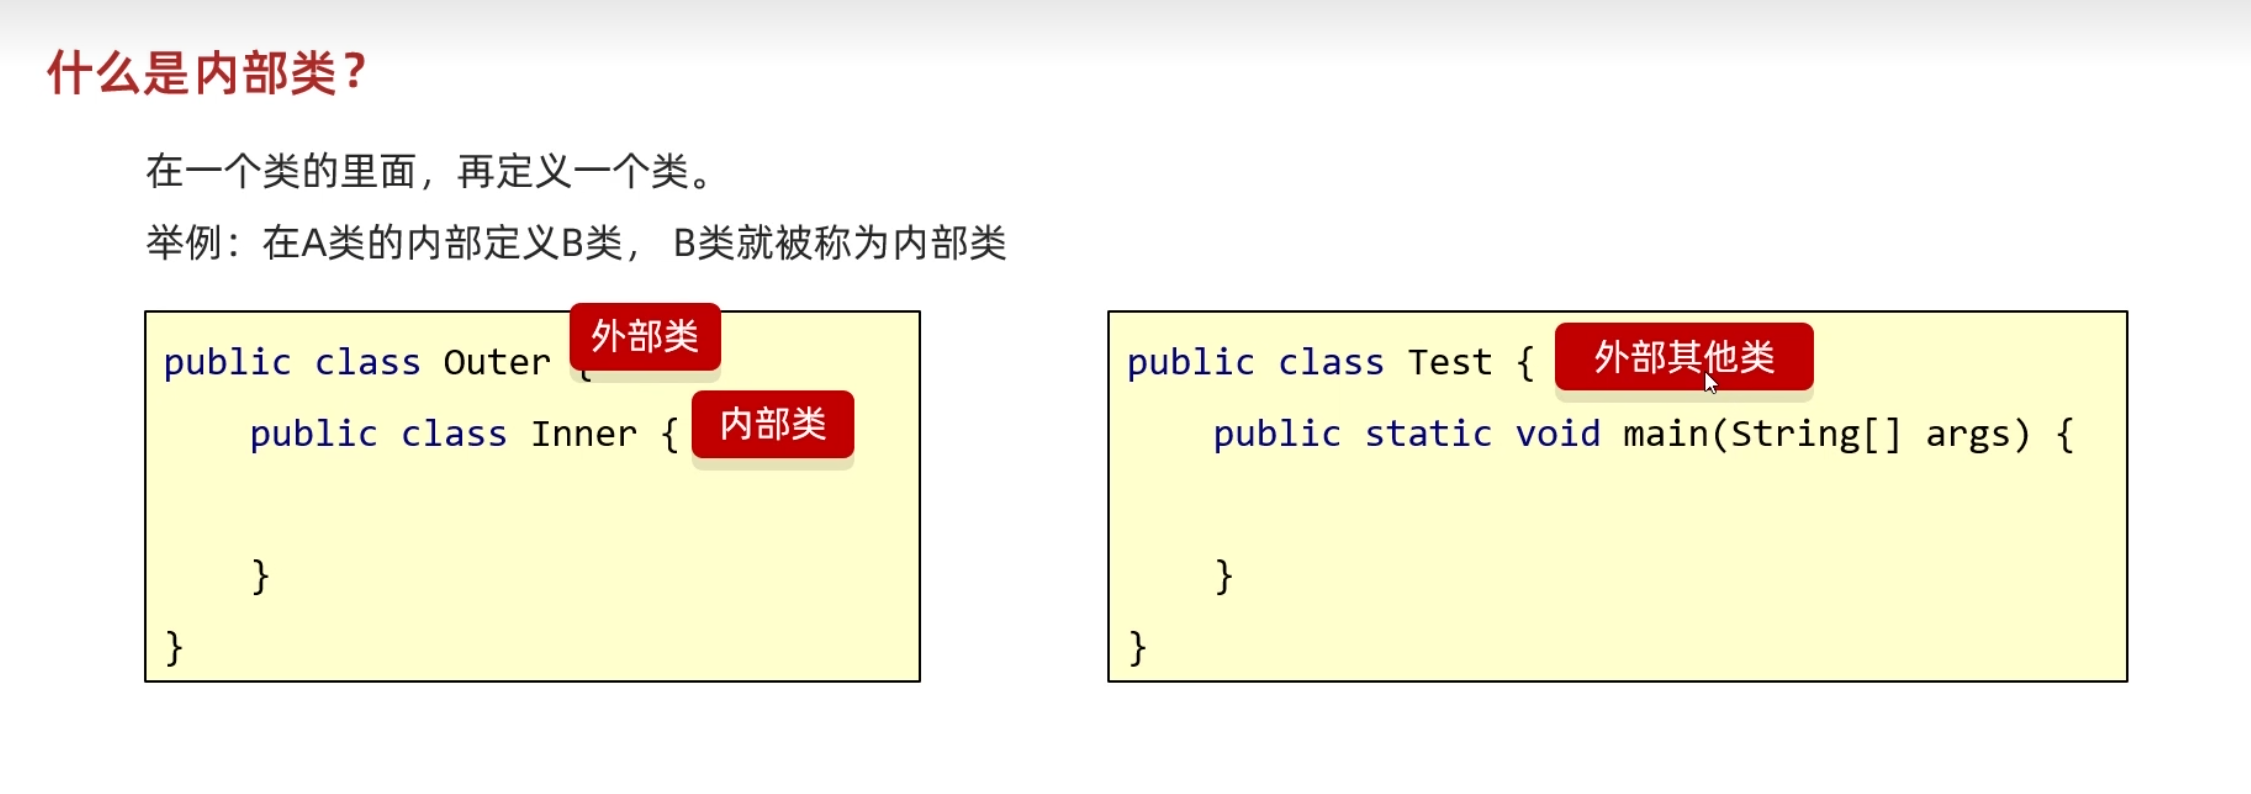 什么是内部类？
在一个类的里面，再定义一个类。
举例：在A类的内部定义B类， B类就被称为内部类
public class Outer {
外部类
public class Inner {
内部类
}
}
public class Test {
外部其他类
public static void main(String[] args) {
}
}